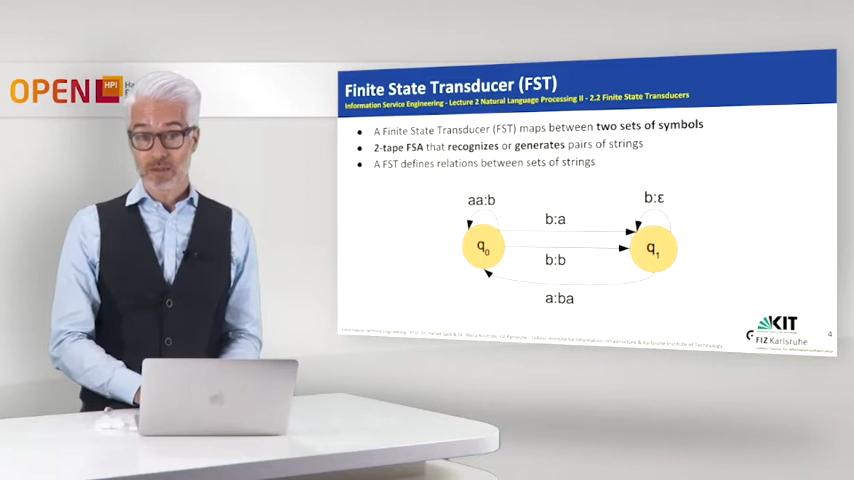 OPEN HPI
Finite State Transducer (FST)
Information Service Engineering - Lecture 2 Natural Language Processing II - 2.2 Finite State Transducers
• A Finite State Transducer (FST) maps between two sets of symbols
• 2-tape FSA that recognizes or generates pairs of strings
• A FST defines relations between sets of strings
aa:b
b:ε
b:a
q0
q1
b:b
a:ba
KIT
FIZ Karlsruhe
4